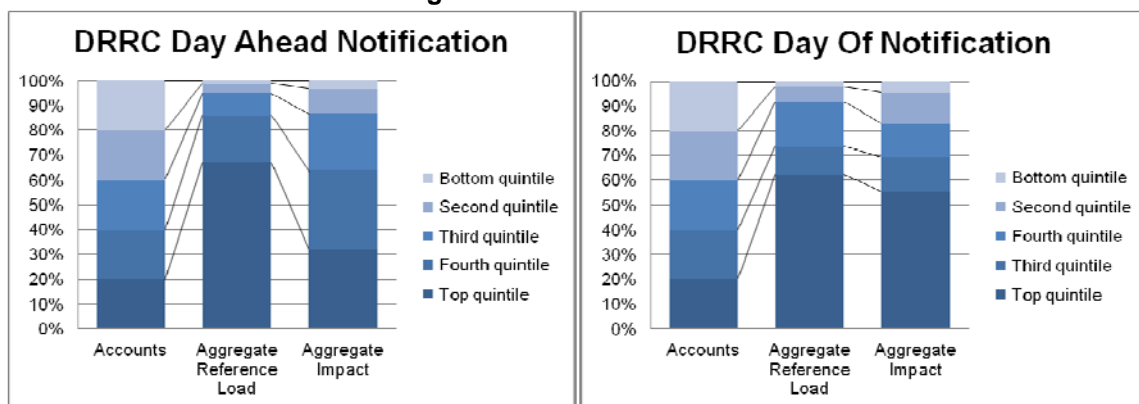 DRRC Day Ahead Notification
100%
90%
80%
70%
60%
50%
40%
30%
20%
10%
0%
Accounts
Aggregate
Reference
Load
Aggregate
Impact
Bottom quintile
Second quintile
Third quintile
Fourth quintile
Top quintile
DRRC Day Of Notification
100%
90%
80%
70%
60%
50%
40%
30%
20%
10%
0%
Accounts
Aggregate
Reference
Load
Aggregate
Impact
Bottom quintile
Second quintile
Fourth quintile
Third quintile
Top quintile